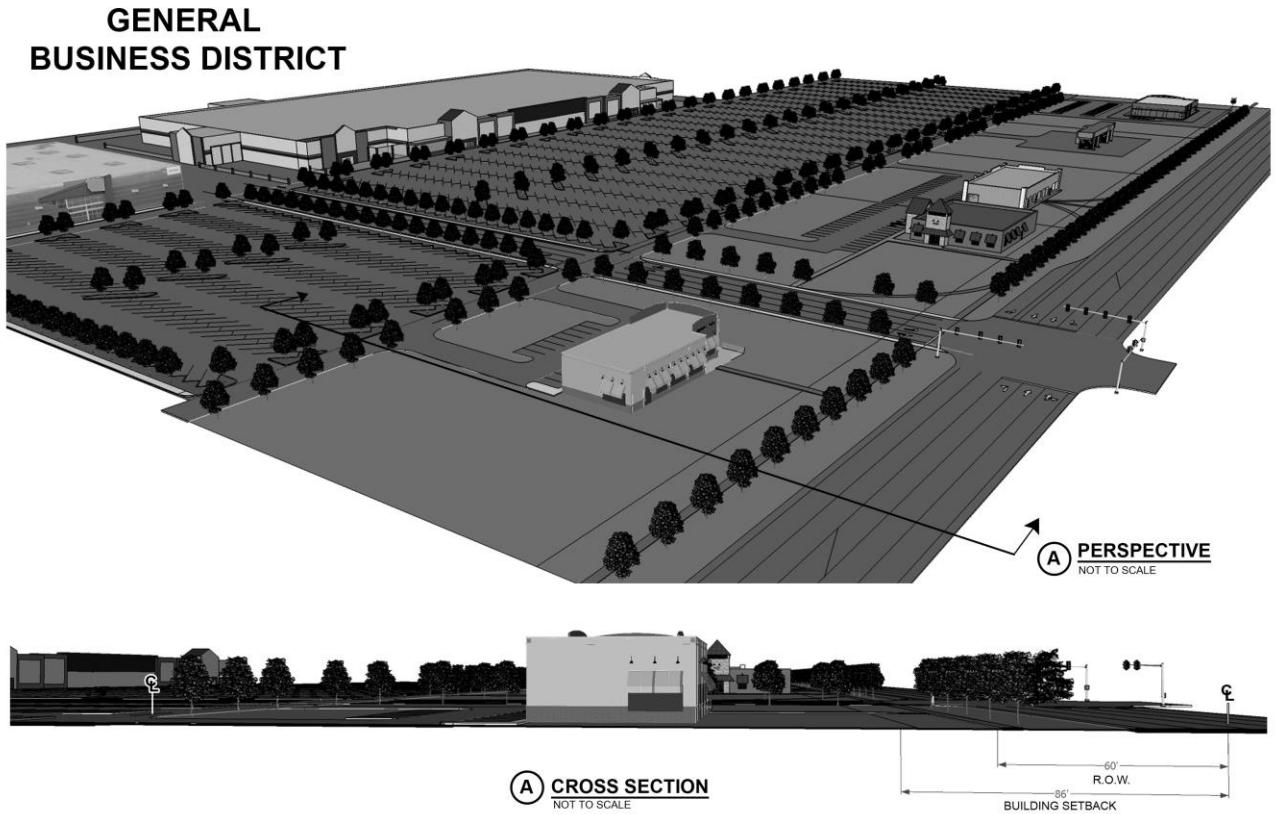 GENERAL
BUSINESS DISTRICT
A PERSPECTIVE
NOT TO SCALE
℄
℄
60'
R.O.W.
86'
BUILDING SETBACK
A CROSS SECTION
NOT TO SCALE